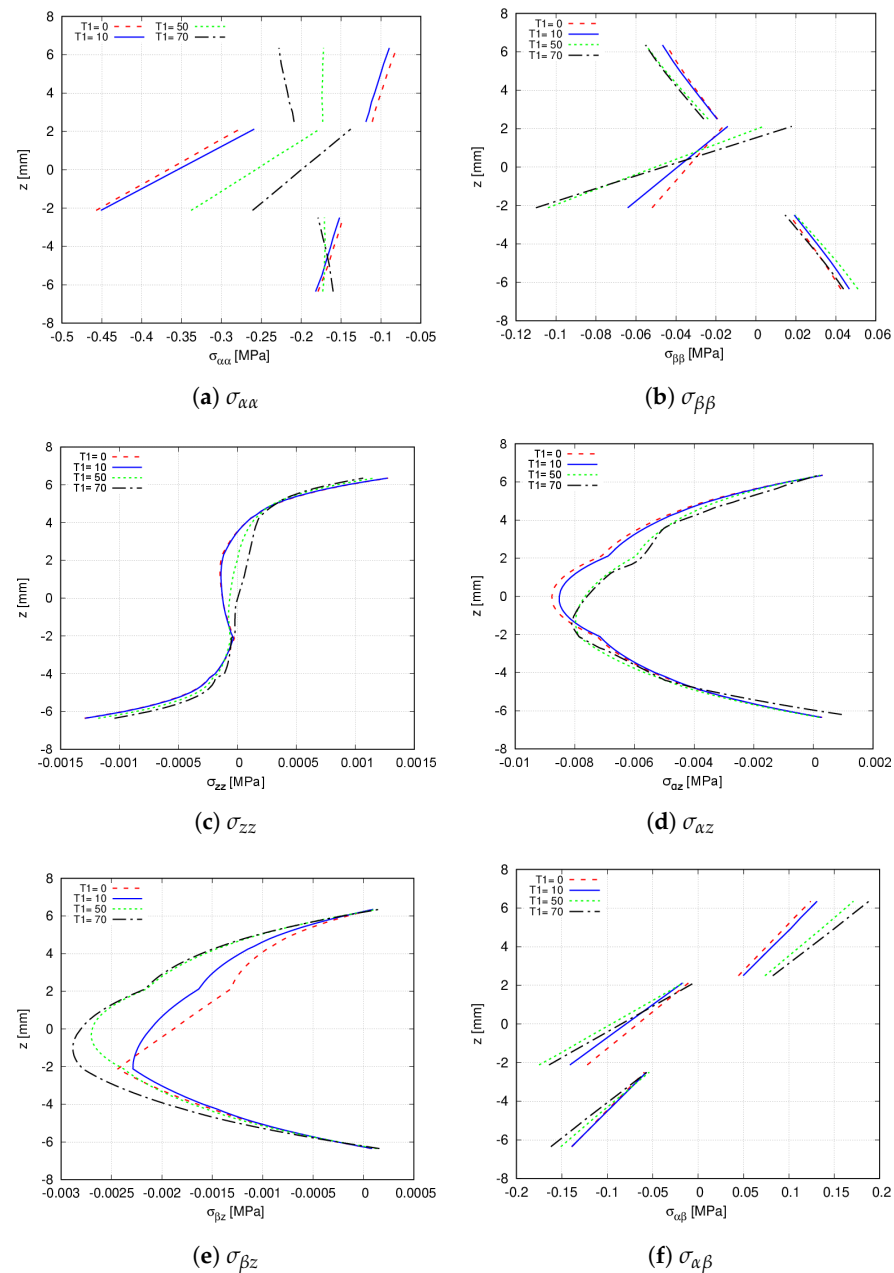 T1= 0 T1= 50
T1= 10 T1= 70
8
6
4
2
0
-2
-4
-6
-8
z [mm]
-0.5 -0.45 -0.4 -0.35 -0.3 -0.25 -0.2 -0.15 -0.1 -0.05
σαα [MPa]
(a) σαα
T1= 0
T1= 10
T1= 50
T1= 70
8
6
4
2
0
-2
-4
-6
-8
z [mm]
-0.12 -0.1 -0.08 -0.06 -0.04 -0.02 0 0.02 0.04 0.06
σββ [MPa]
(b) σββ
T1= 0
T1= 10
T1= 50
T1= 70
8
6
4
2
0
-2
-4
-6
-8
z [mm]
-0.0015 -0.001 -0.0005 0 0.0005 0.001 0.0015
σzz [MPa]
(c) σzz
T1= 0
T1= 10
T1= 50
T1= 70
8
6
4
2
0
-2
-4
-6
-8
z [mm]
-0.01 -0.008 -0.006 -0.004 -0.002 0 0.002
σαz [MPa]
(d) σαz
T1= 0
T1= 10
T1= 50
T1= 70
8
6
4
2
0
-2
-4
-6
-8
z [mm]
-0.003 -0.0025 -0.002 -0.0015 -0.001 -0.0005 0 0.0005
σβz [MPa]
(e) σβz
T1= 0
T1= 10
T1= 50
T1= 70
8
6
4
2
0
-2
-4
-6
-8
z [mm]
-0.2 -0.15 -0.1 -0.05 0 0.05 0.1 0.15 0.2
σαβ [MPa]
(f) σαβ